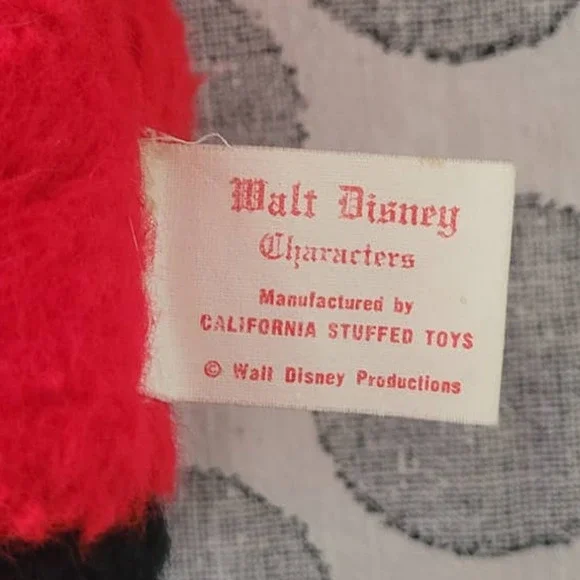 Walt Disney
Characters
Manufactured by
CALIFORNIA STUFFED TOYS
© Walt Disney Productions